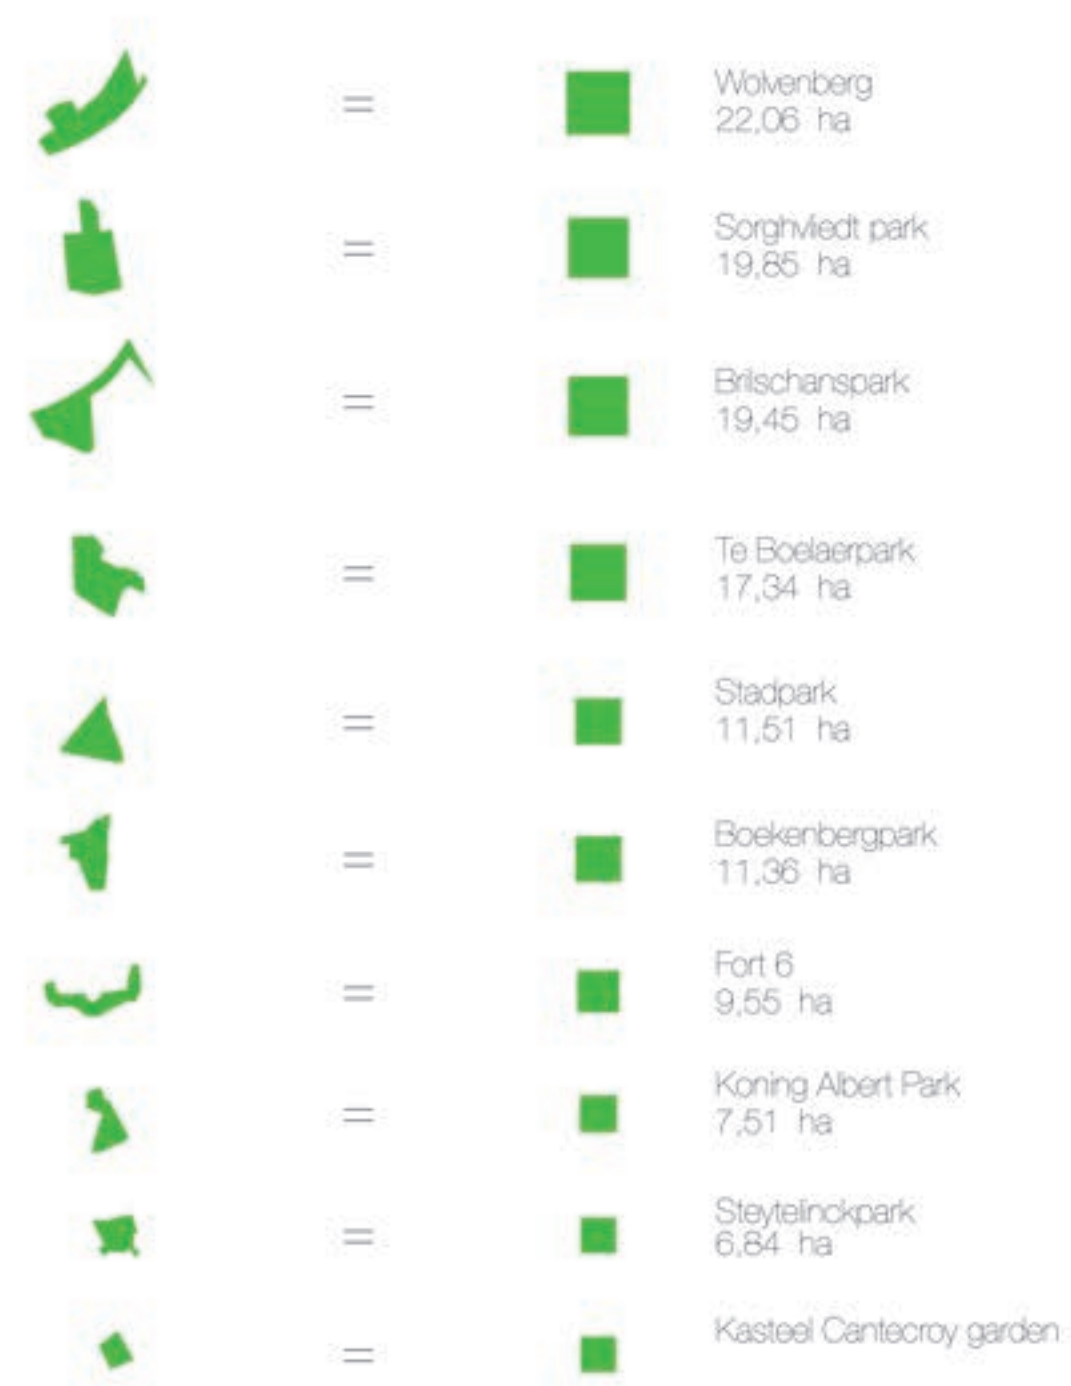 =
Wolvenberg
22,06 ha
=
Sorghvliedt park
19,85 ha
=
Brilschanspark
19,45 ha
=
Te Boelaerpark
17,34 ha
=
Stadpark
11,51 ha
=
Boekenbergpark
11,36 ha
=
Fort 6
9,55 ha
=
Koning Albert Park
7,51 ha
=
Steytelinckpark
6,84 ha
=
Kasteel Cantecroy garden